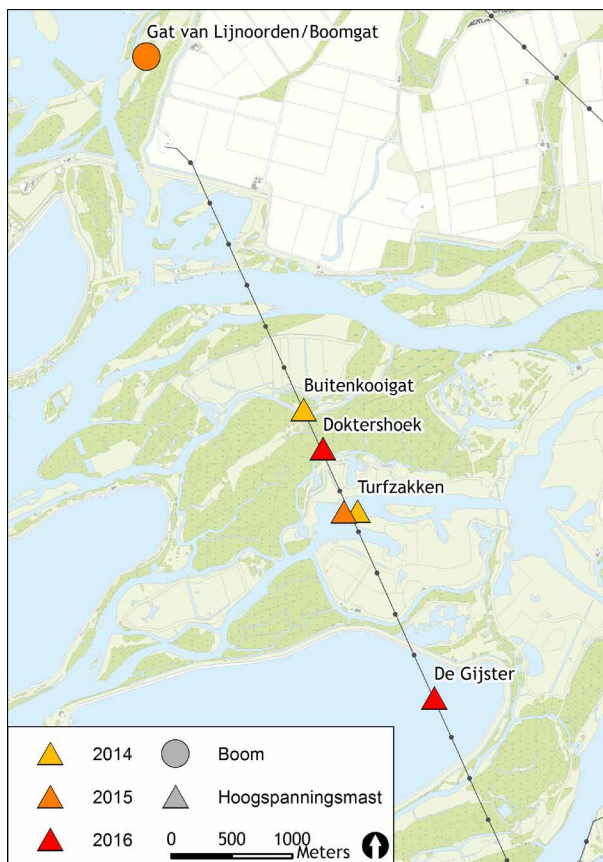 Gat van Lijnoorden/Boomgat
Buitenkooigat
Doktershoek
Turfzakken
De Gijster
2014 Boom
2015 Hoogspanningsmast
2016
0 500 1000
Meters